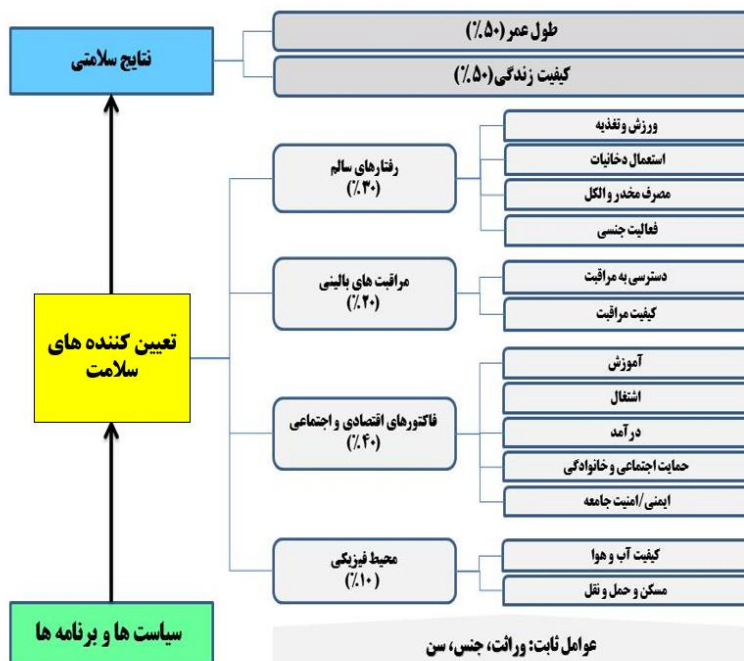 طول عمر (۵۰٪)
نتایج سلامتی
کیفیت زندگی (۵۰٪)
ورزش و تغذیه
استعمال دخانیات
رفتارهای سالم
(۳۰٪)
مصرف مخدر و الکل
فعالیت جنسی
دسترسی به مراقبت
مراقبت های بالینی
(۲۰٪)
کیفیت مراقبت
تعیین کننده های
سلامت
آموزش
اشتغال
فاکتورهای اقتصادی و اجتماعی
(۴۰٪)
درآمد
حمایت اجتماعی و خانوادگی
ایمنی/امنیت جامعه
کیفیت آب و هوا
محیط فیزیکی
(۱۰٪)
مسکن و حمل و نقل
سیاست ها و برنامه ها
عوامل ثابت: وراثت، جنس، سن